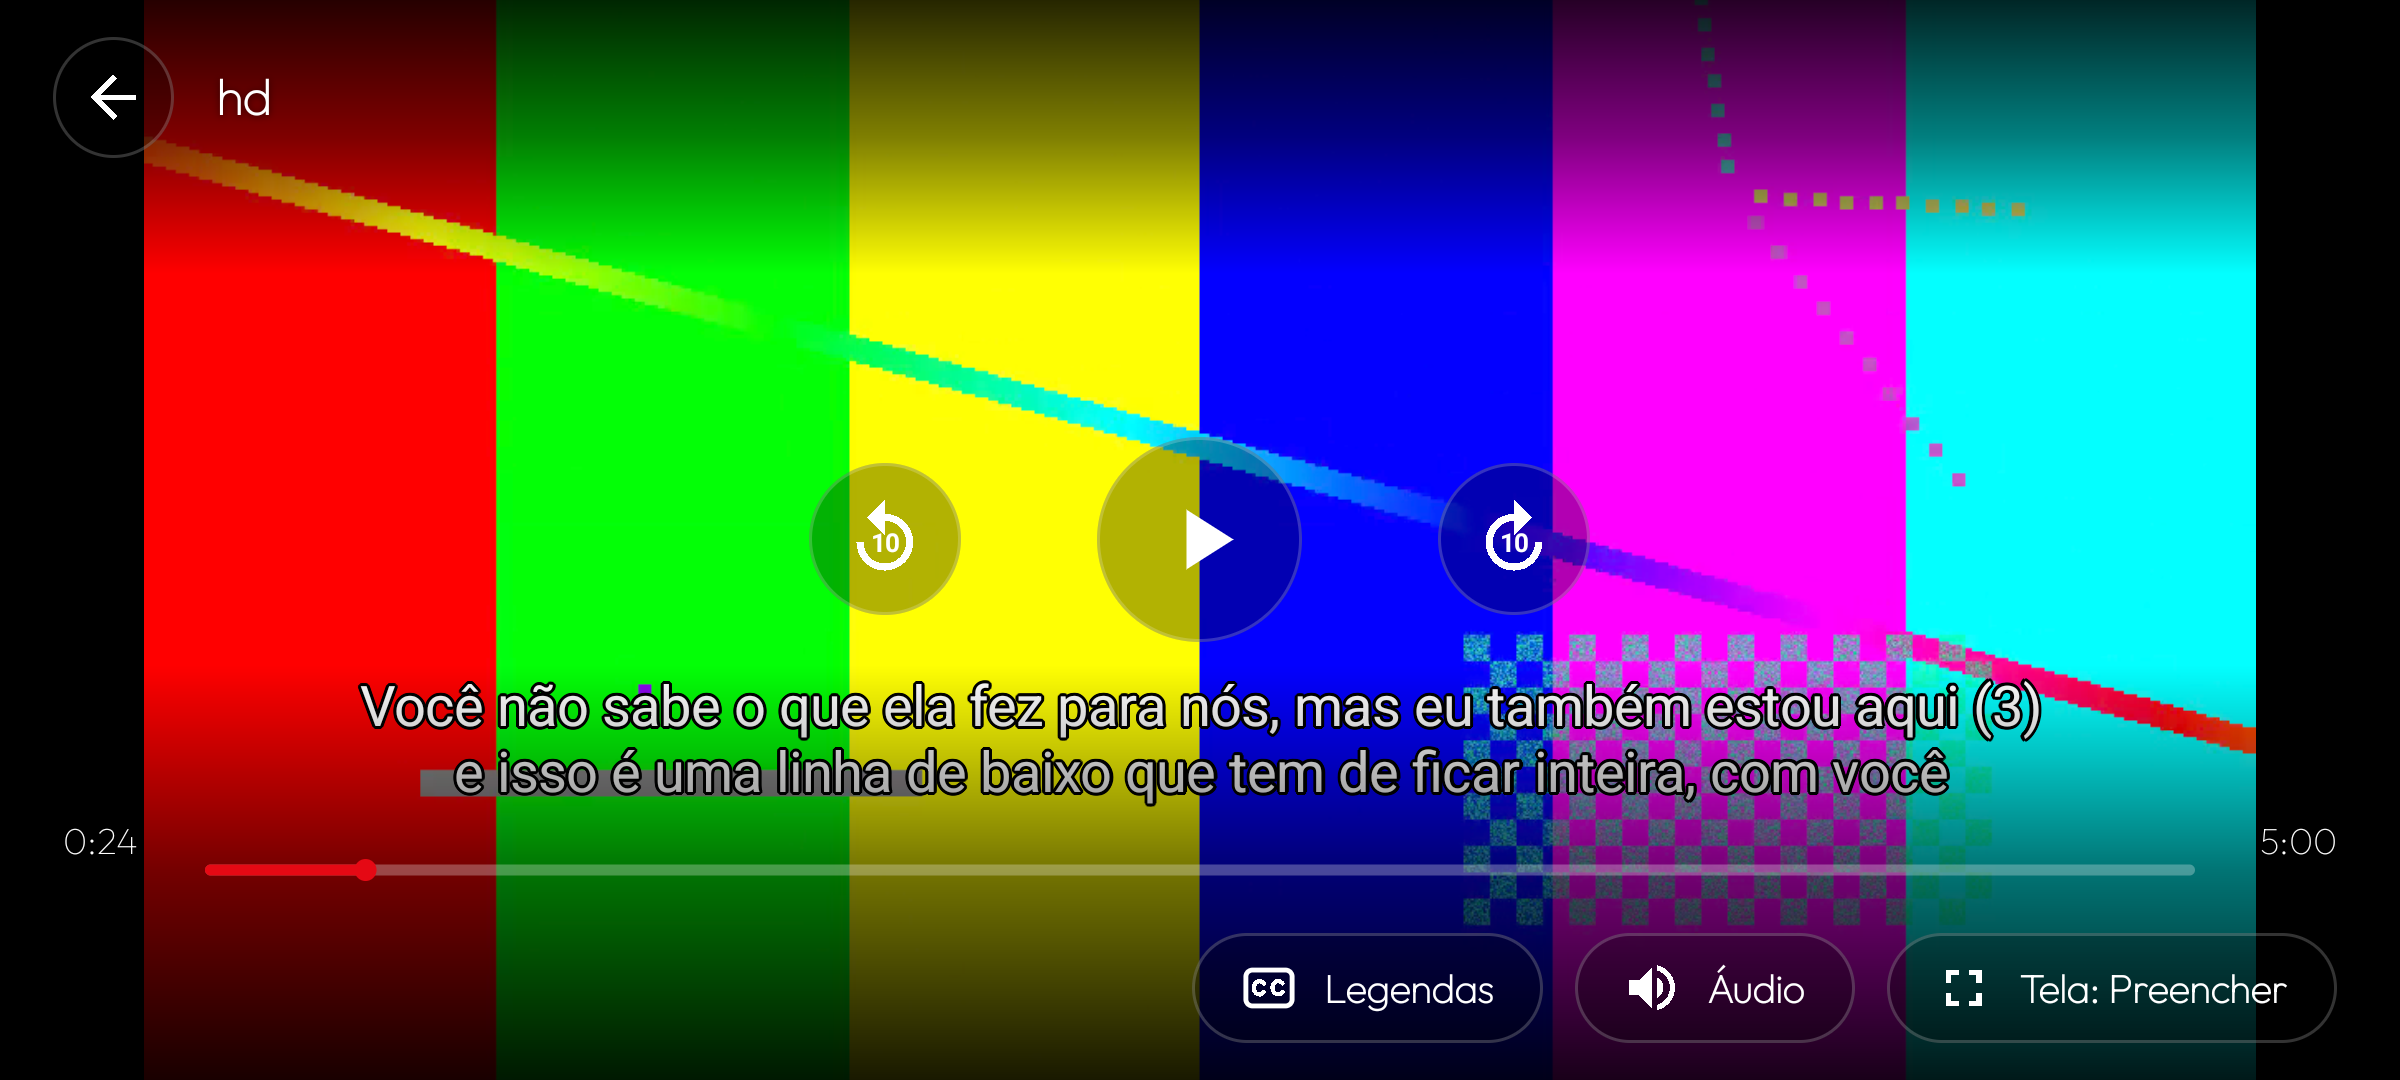 hd
10
10
Você não sabe o que ela fez para nós, mas eu também estou aqui (3)
e isso é uma linha de baixo que tem de ficar inteira, com você
0:24
5:00
CC Legendas
Áudio
Tela: Preencher